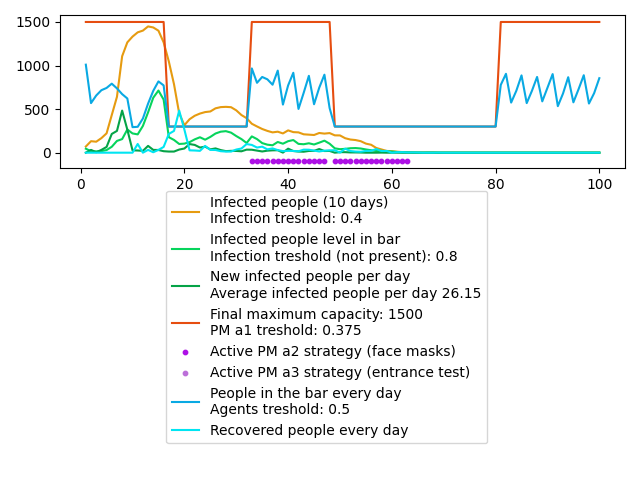 1500
1000
500
0
0
20
40
60
80
100
Infected people (10 days)
Infection treshold: 0.4
Infected people level in bar
Infection treshold (not present): 0.8
New infected people per day
Average infected people per day 26.15
Final maximum capacity: 1500
PM a1 treshold: 0.375
Active PM a2 strategy (face masks)
Active PM a3 strategy (entrance test)
People in the bar every day
Agents treshold: 0.5
Recovered people every day